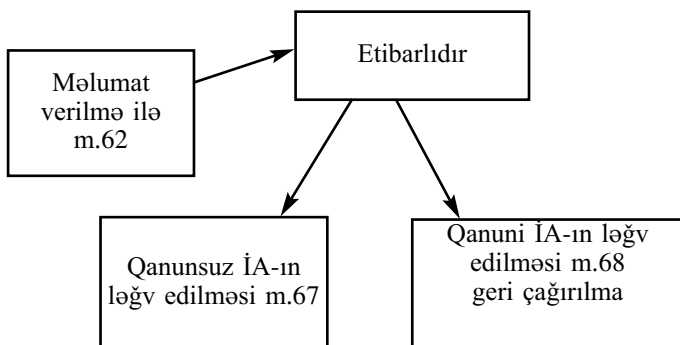 Etibarlıdır
Məlumat
verilmə ilə
m.62
Qanunsuz İA-ın
ləğv edilməsi m.67
Qanuni İA-ın ləğv
edilməsi m.68
geri çağırılma